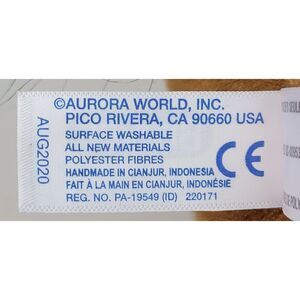 ©AURORA WORLD, INC.
PICO RIVERA, CA 90660 USA
SURFACE WASHABLE
ALL NEW MATERIALS
POLYESTER FIBRES
HANDMADE IN CIANJUR, INDONESIA
FAIT À LA MAIN EN CIANJUR, INDONÉSIE
REG. NO. PA-19549 (ID) 220171
AUG2020
CE